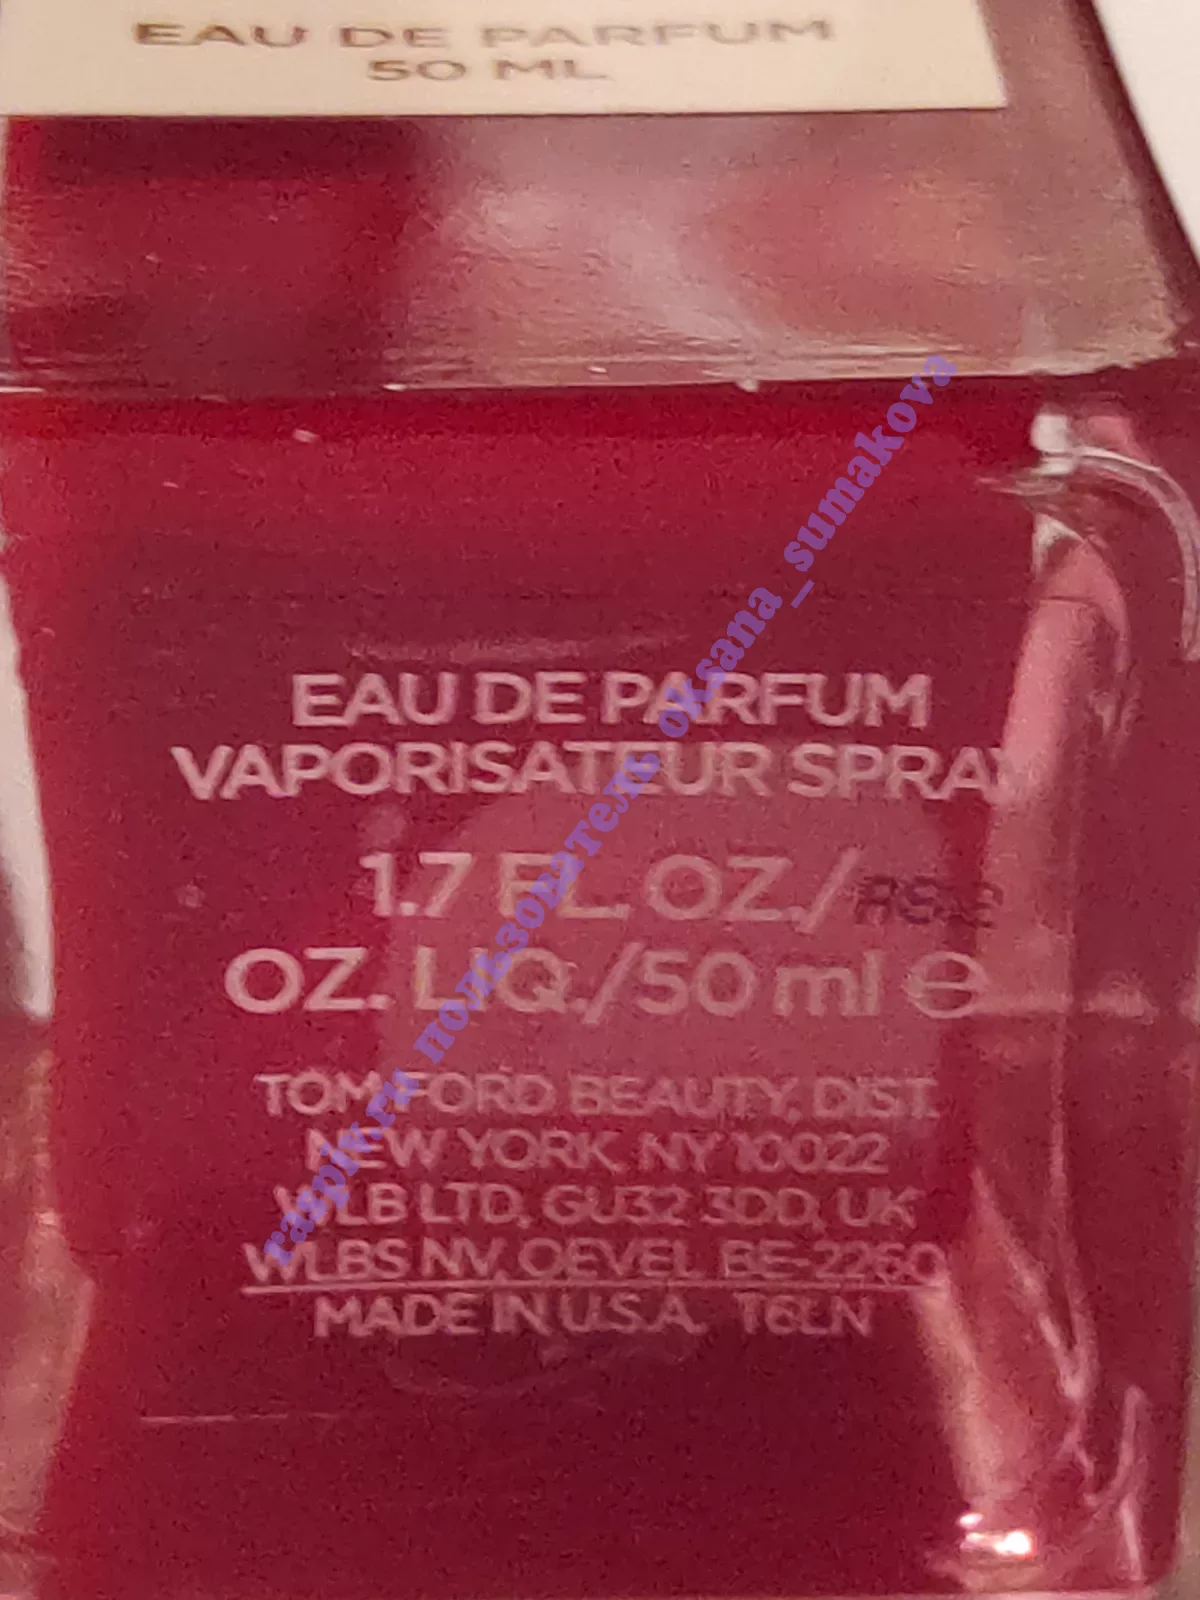 EAU DE PARFUM
50 ML
EAU DE PARFUM
VAPORISATEUR SPRAY
1.7 FL. OZ./
OZ. LIQ./50 ml ℮
TOM FORD BEAUTY, DIST.
NEW YORK, NY 10022
WLB LTD, GU32 3DD, UK
WLBS NV, OEVEL BE-2260
MADE IN U.S.A. T6LN
raspiv.ru пользователь oksana_sumakova